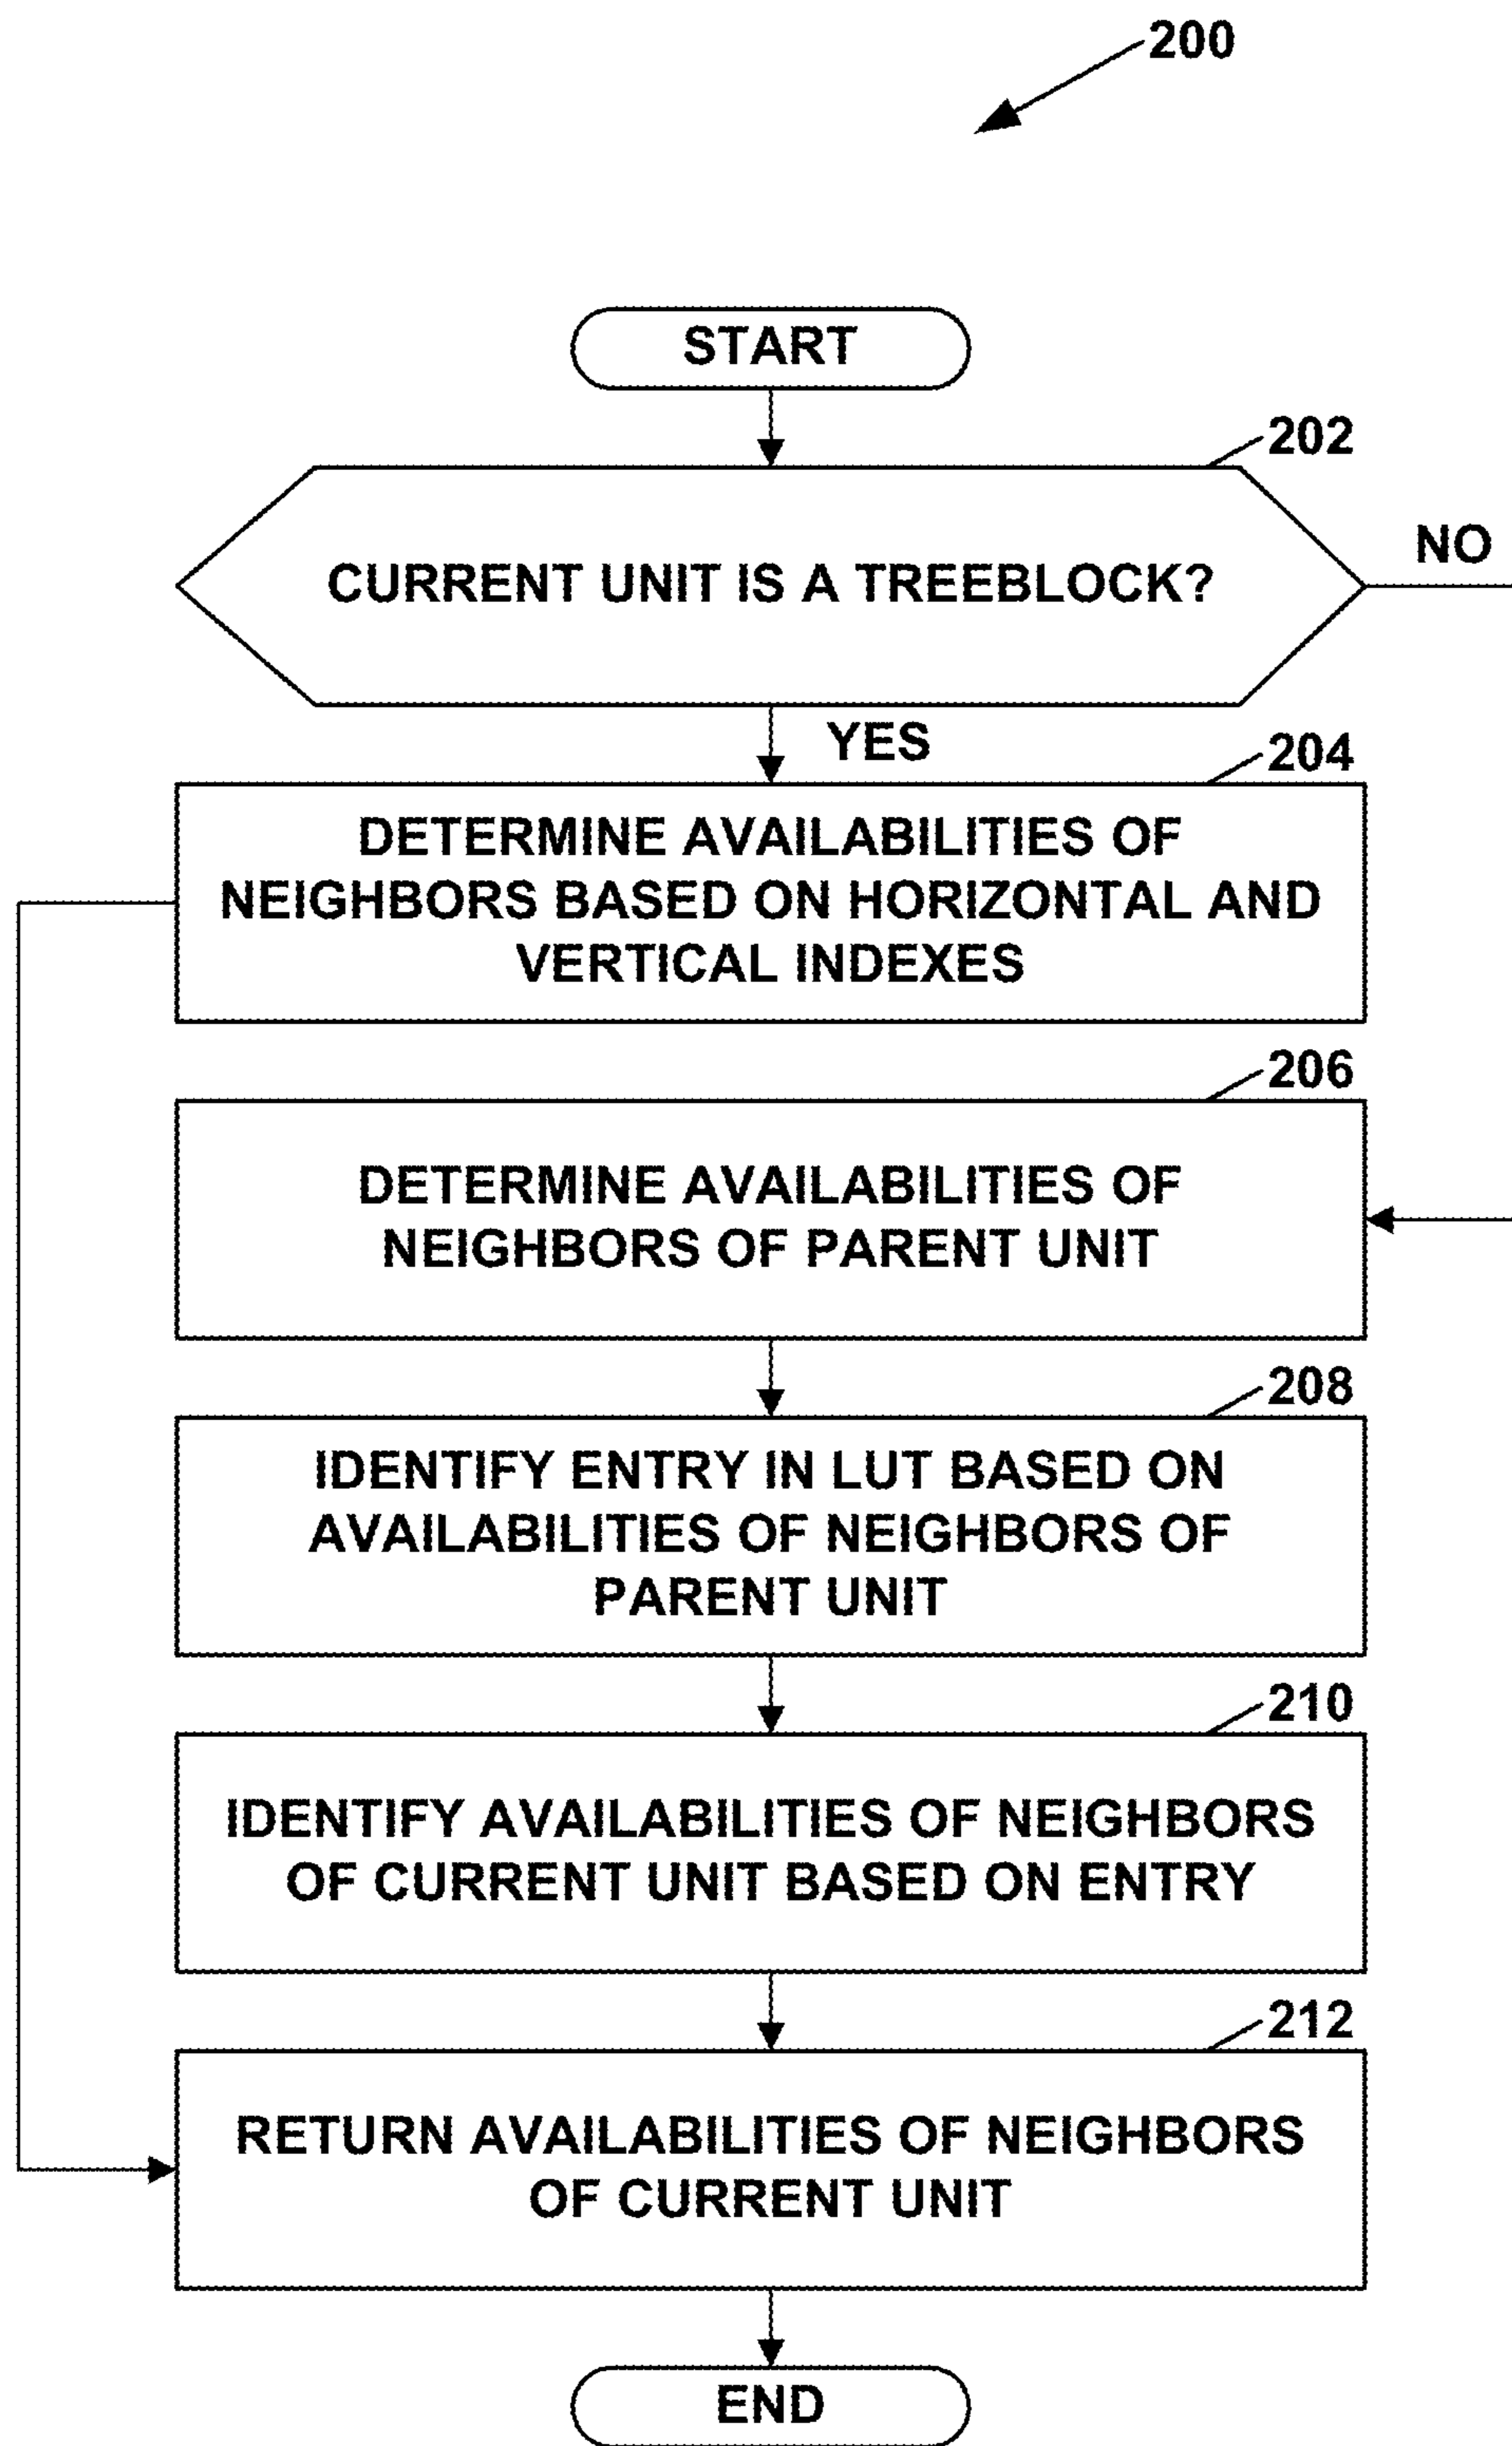 200
START
202
CURRENT UNIT IS A TREEBLOCK?
NO
YES
204
DETERMINE AVAILABILITIES OF
NEIGHBORS BASED ON HORIZONTAL AND
VERTICAL INDEXES
206
DETERMINE AVAILABILITIES OF
NEIGHBORS OF PARENT UNIT
208
IDENTIFY ENTRY IN LUT BASED ON
AVAILABILITIES OF NEIGHBORS OF
PARENT UNIT
210
IDENTIFY AVAILABILITIES OF NEIGHBORS
OF CURRENT UNIT BASED ON ENTRY
212
RETURN AVAILABILITIES OF NEIGHBORS
OF CURRENT UNIT
END